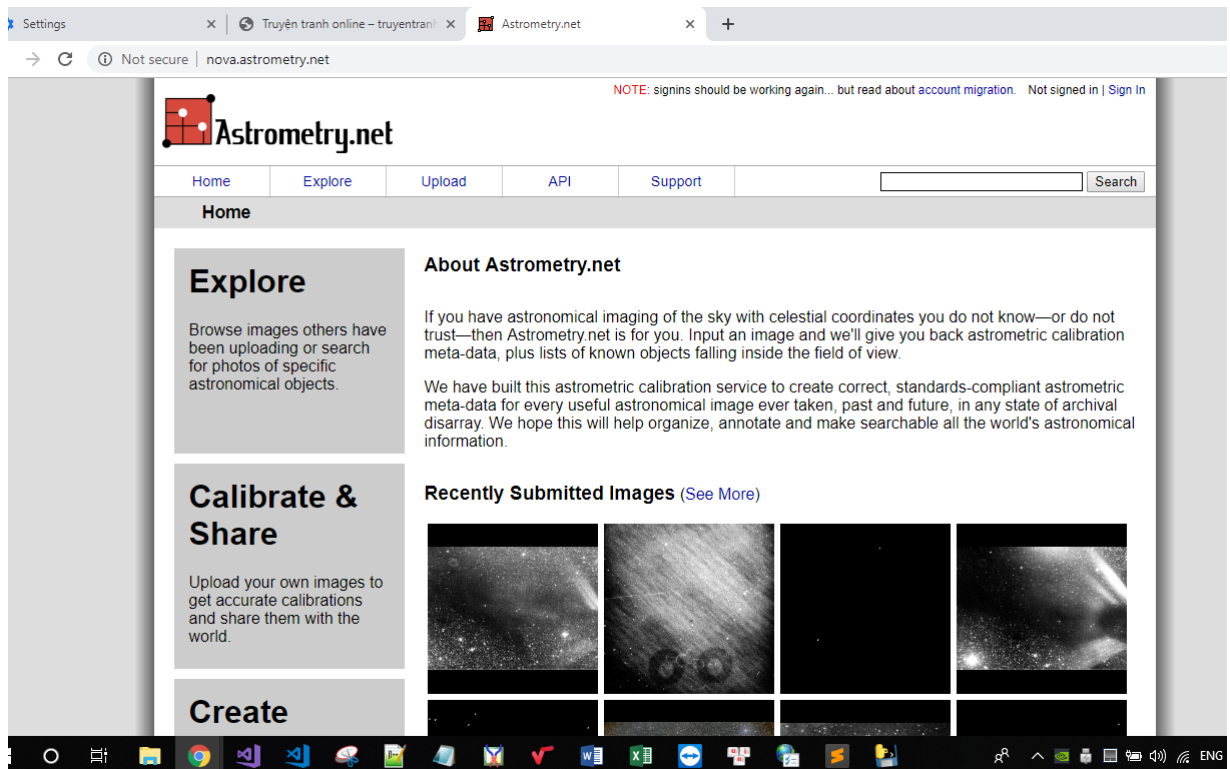 Settings
Truyện tranh online – truyentranh
Astrometry.net
Not secure | nova.astrometry.net
NOTE: signins should be working again... but read about account migration. Not signed in | Sign In
Astrometry.net
Home Explore Upload API Support Search
Home
Explore
Browse images others have
been uploading or search
for photos of specific
astronomical objects.
Calibrate &
Share
Upload your own images to
get accurate calibrations
and share them with the
world.
Create
About Astrometry.net
If you have astronomical imaging of the sky with celestial coordinates you do not know—or do not
trust—then Astrometry.net is for you. Input an image and we'll give you back astrometric calibration
meta-data, plus lists of known objects falling inside the field of view.
We have built this astrometric calibration service to create correct, standards-compliant astrometric
meta-data for every useful astronomical image ever taken, past and future, in any state of archival
disarray. We hope this will help organize, annotate and make searchable all the world's astronomical
information.
Recently Submitted Images (See More)
ENG